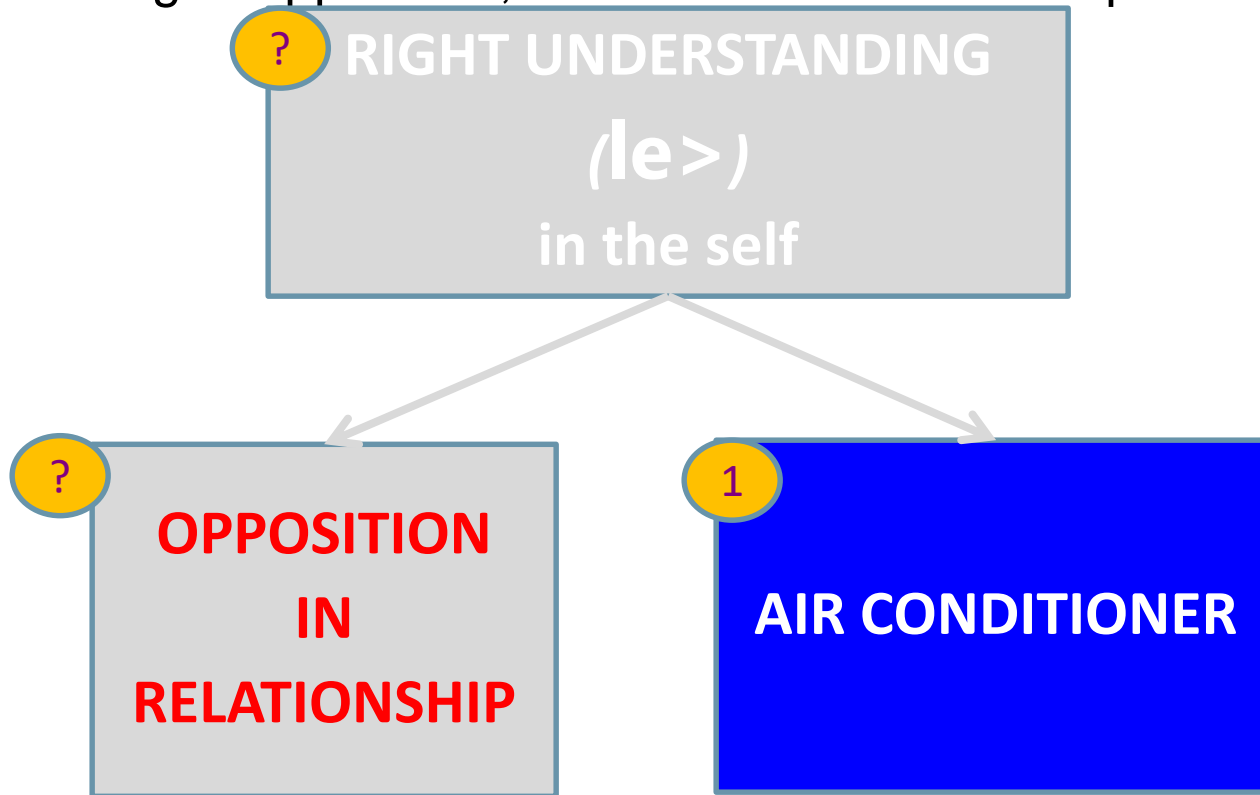 ?
RIGHT UNDERSTANDING
(le>)
in the self
?
OPPOSITION
IN
RELATIONSHIP
1
AIR CONDITIONER